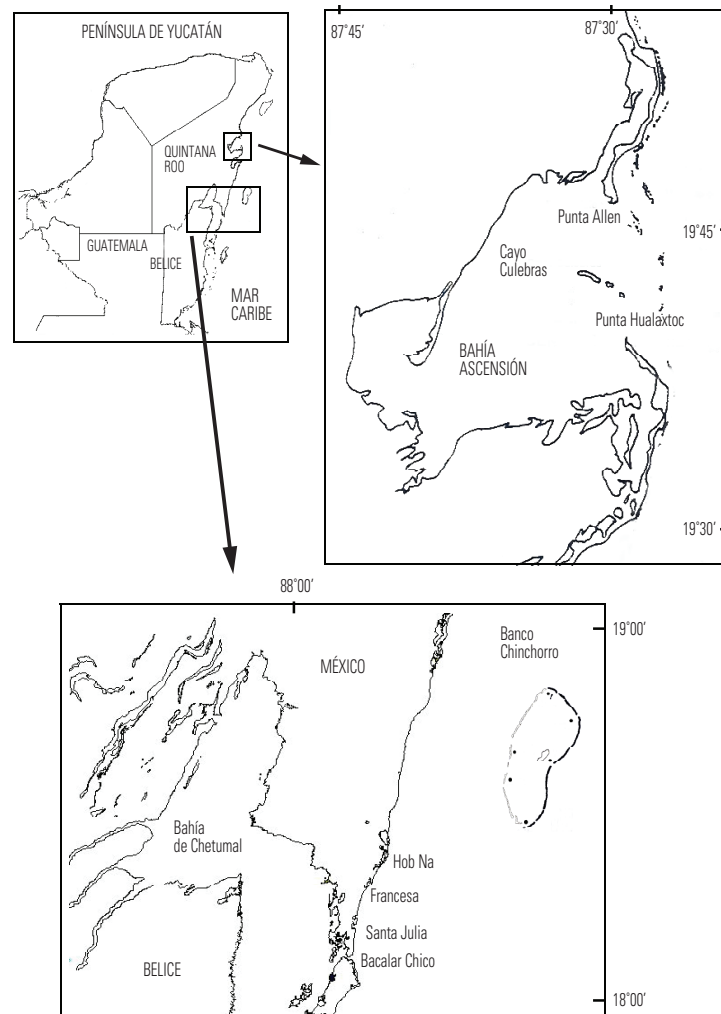 PENÍNSULA DE YUCATÁN
QUINTANA
ROO
GUATEMALA
BELICE
MAR
CARIBE
87°45'
87°30'
Punta Allen
19°45'
Cayo
Culebras
Punta Hualaxtoc
BAHÍA
ASCENSIÓN
19°30'
88°00'
19°00'
Banco
Chinchorro
MÉXICO
Bahía
de Chetumal
Hob Na
Francesa
Santa Julia
Bacalar Chico
BELICE
18°00'